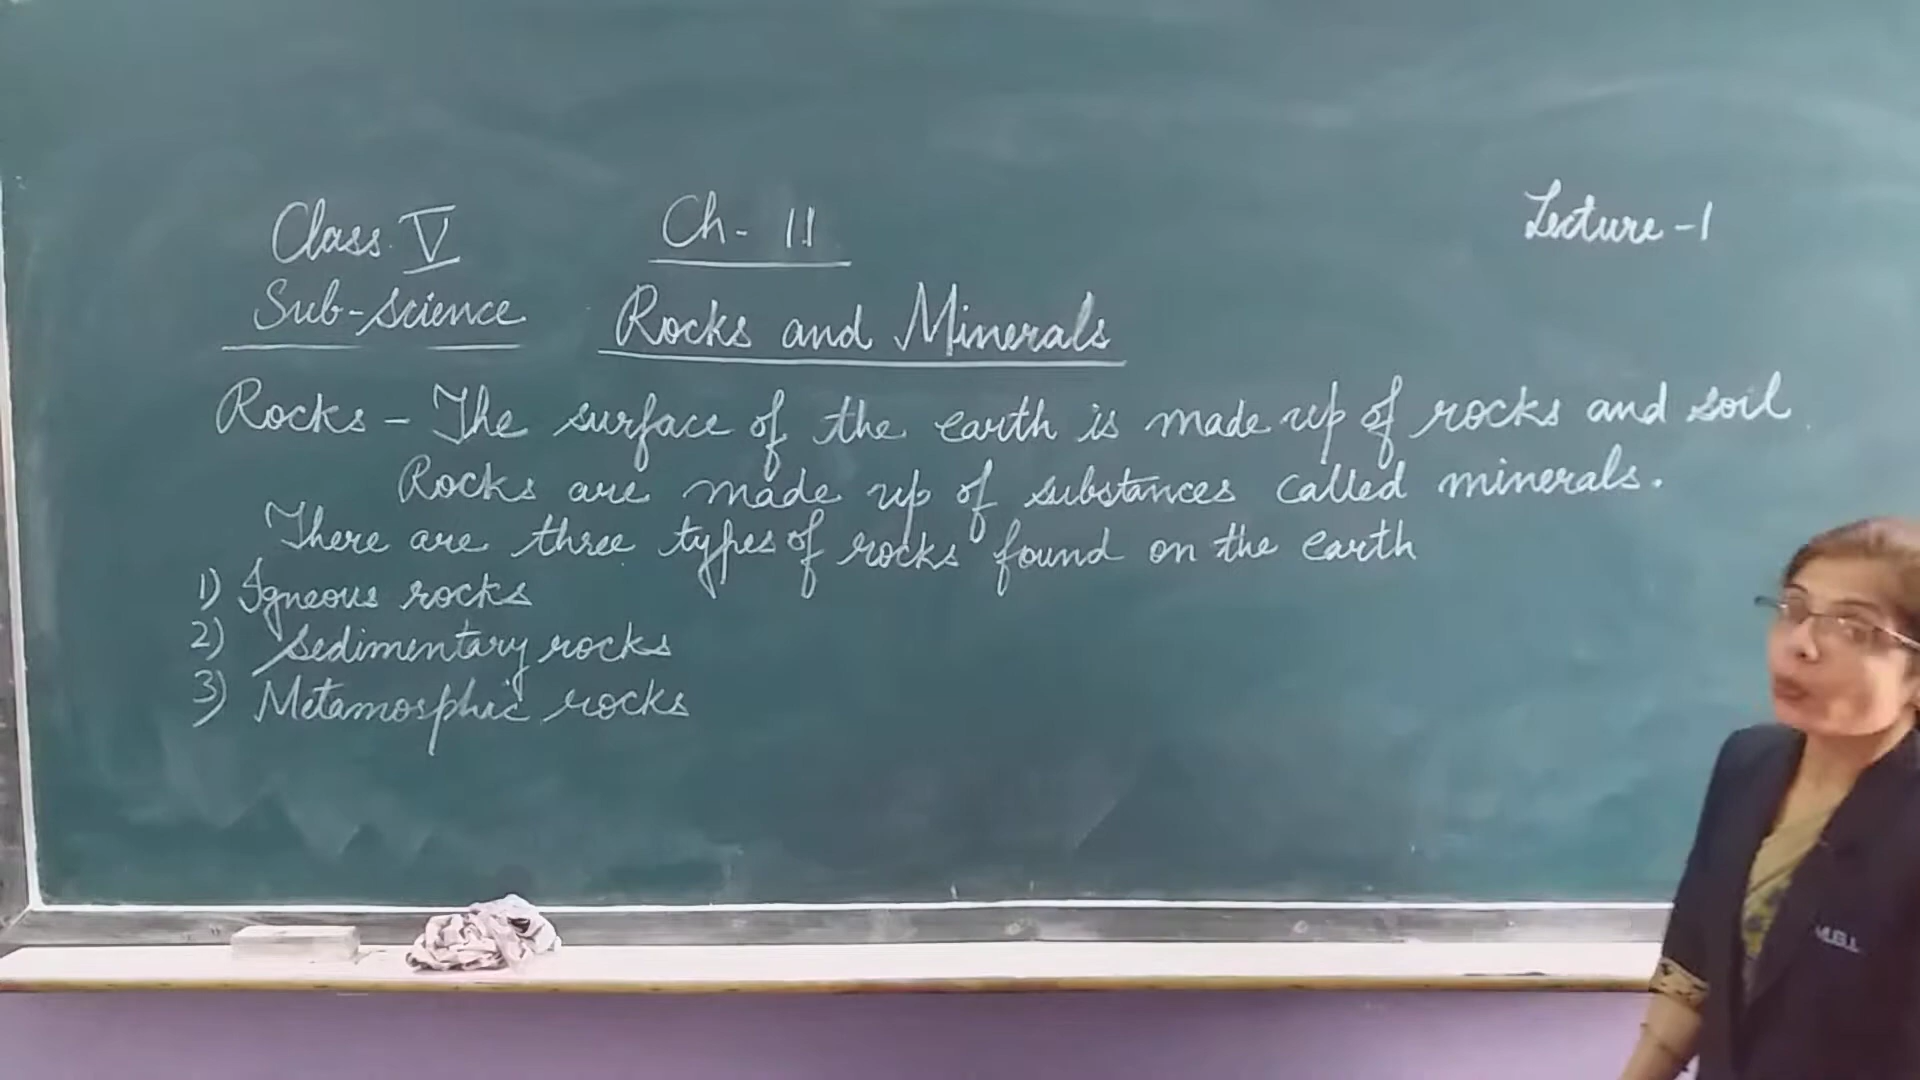 Class V
Ch- 11
Lecture-1
Sub-science
Rocks and Minerals
Rocks - The surface of the earth is made up of rocks and soil.
Rocks are made up of substances called minerals.
There are three types of rocks found on the earth
1) Igneous rocks
2) Sedimentary rocks
3) Metamorphic rocks